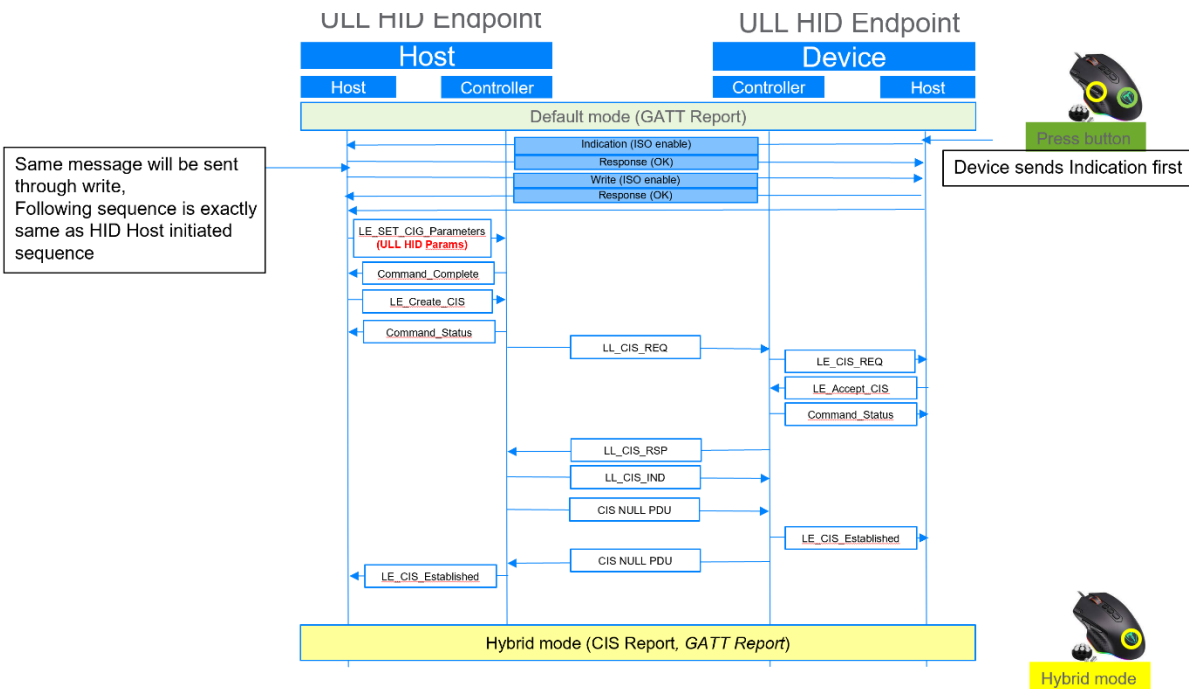 ULL HID Endpoint
ULL HID Endpoint
Host
Device
Host
Controller
Controller
Host
Default mode (GATT Report)
Press button
Indication (ISO enable)
Response (OK)
Write (ISO enable)
Response (OK)
Same message will be sent
through write,
Following sequence is exactly
same as HID Host initiated
sequence
Device sends Indication first
LE_SET_CIG_Parameters
(ULL HID Params)
Command_Complete
LE_Create_CIS
Command_Status
LL_CIS_REQ
LE_CIS_REQ
LE_Accept_CIS
Command_Status
LL_CIS_RSP
LL_CIS_IND
CIS NULL PDU
LE_CIS_Established
CIS NULL PDU
LE_CIS_Established
Hybrid mode (CIS Report, GATT Report)
Hybrid mode